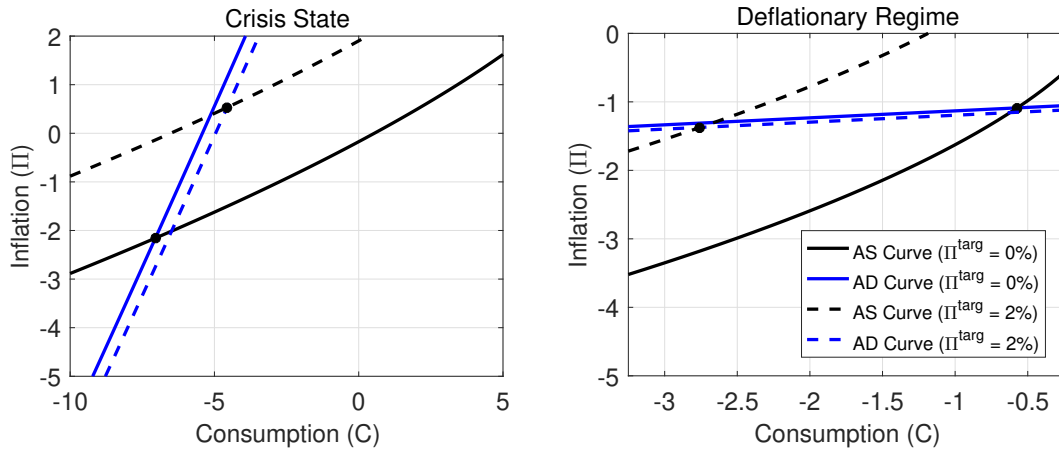 Crisis State
2
1
0
-1
-2
-3
-4
-5
Inflation (Π)
-10
-5
0
5
Consumption (C)
Deflationary Regime
0
-1
-2
-3
-4
-5
Inflation (Π)
-3
-2.5
-2
-1.5
-1
-0.5
Consumption (C)
AS Curve (Π^targ = 0%)
AD Curve (Π^targ = 0%)
AS Curve (Π^targ = 2%)
AD Curve (Π^targ = 2%)